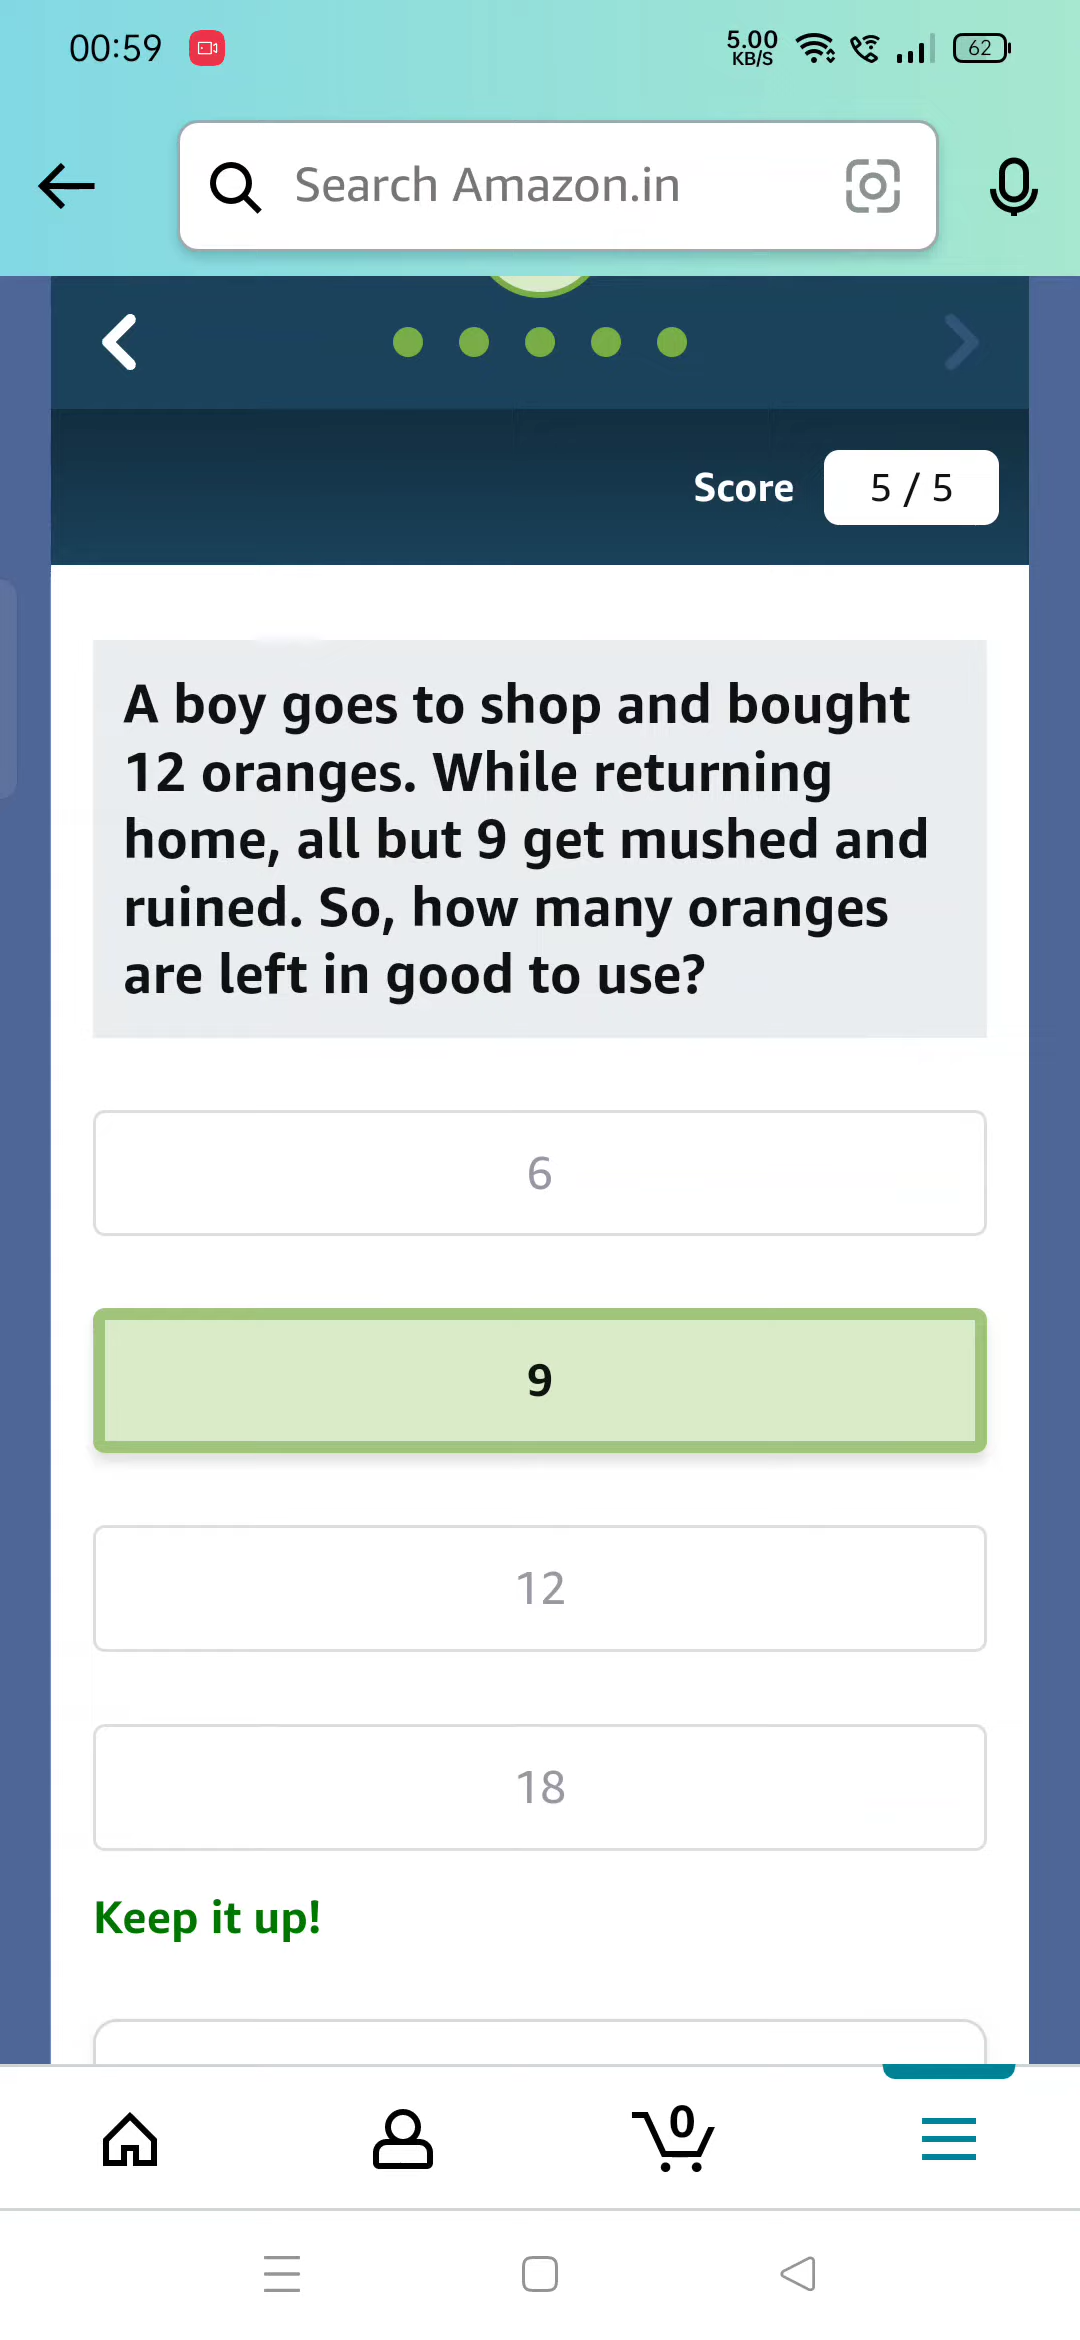 00:59
5.00
KB/S
62
Search Amazon.in
Score
5 / 5
A boy goes to shop and bought
12 oranges. While returning
home, all but 9 get mushed and
ruined. So, how many oranges
are left in good to use?
6
9
12
18
Keep it up!
0